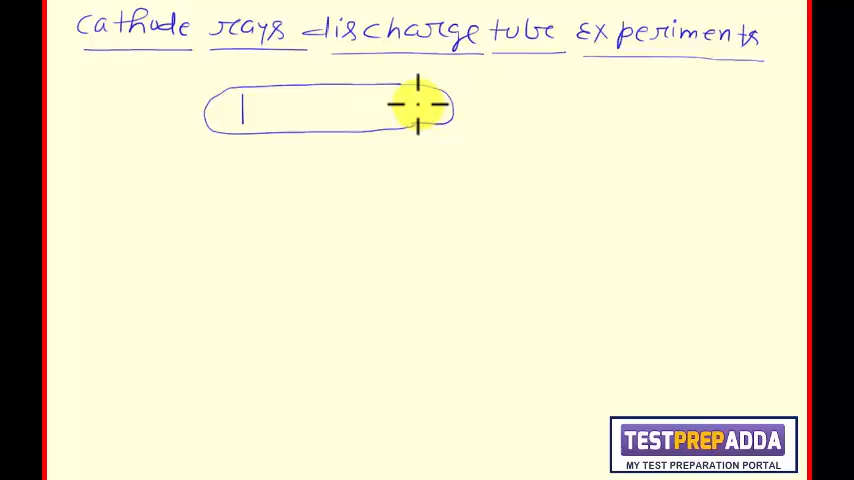 cathode rays discharge tube experiments
TESTPREPADDA
MY TEST PREPARATION PORTAL